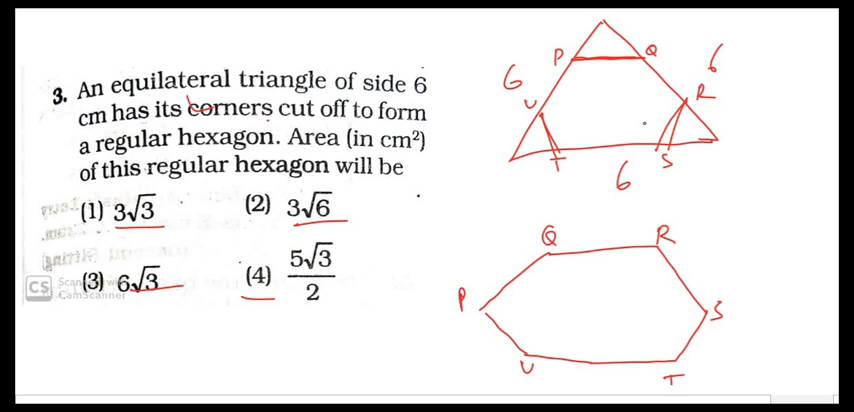 3. An equilateral triangle of side 6
cm has its corners cut off to form
a regular hexagon. Area (in cm²)
of this regular hexagon will be
(1) 3√3 (2) 3√6
(3) 6√3 (4) 5√3/2
CS Scanned with
CamScanner
P Q
6 6
U R
T S
6
Q R
P S
U T